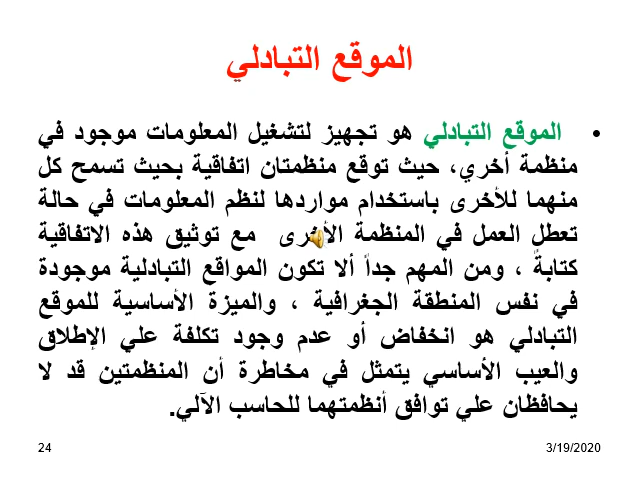 الموقع التبادلي
• الموقع التبادلي هو تجهيز لتشغيل المعلومات موجود في
منظمة أخري، حيث توقع منظمتان اتفاقية بحيث تسمح كل
منهما للأخرى باستخدام مواردها لنظم المعلومات في حالة
تعطل العمل في المنظمة الأخرى مع توثيق هذه الاتفاقية
كتابةً ، ومن المهم جداً ألا تكون المواقع التبادلية موجودة
في نفس المنطقة الجغرافية ، والميزة الأساسية للموقع
التبادلي هو انخفاض أو عدم وجود تكلفة علي الإطلاق
والعيب الأساسي يتمثل في مخاطرة أن المنظمتين قد لا
يحافظان علي توافق أنظمتهما للحاسب الآلي.
24
3/19/2020